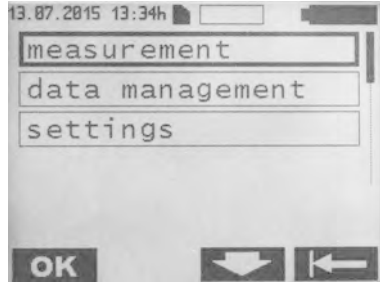 13.07.2015 13:34h
measurement
data management
settings
OK